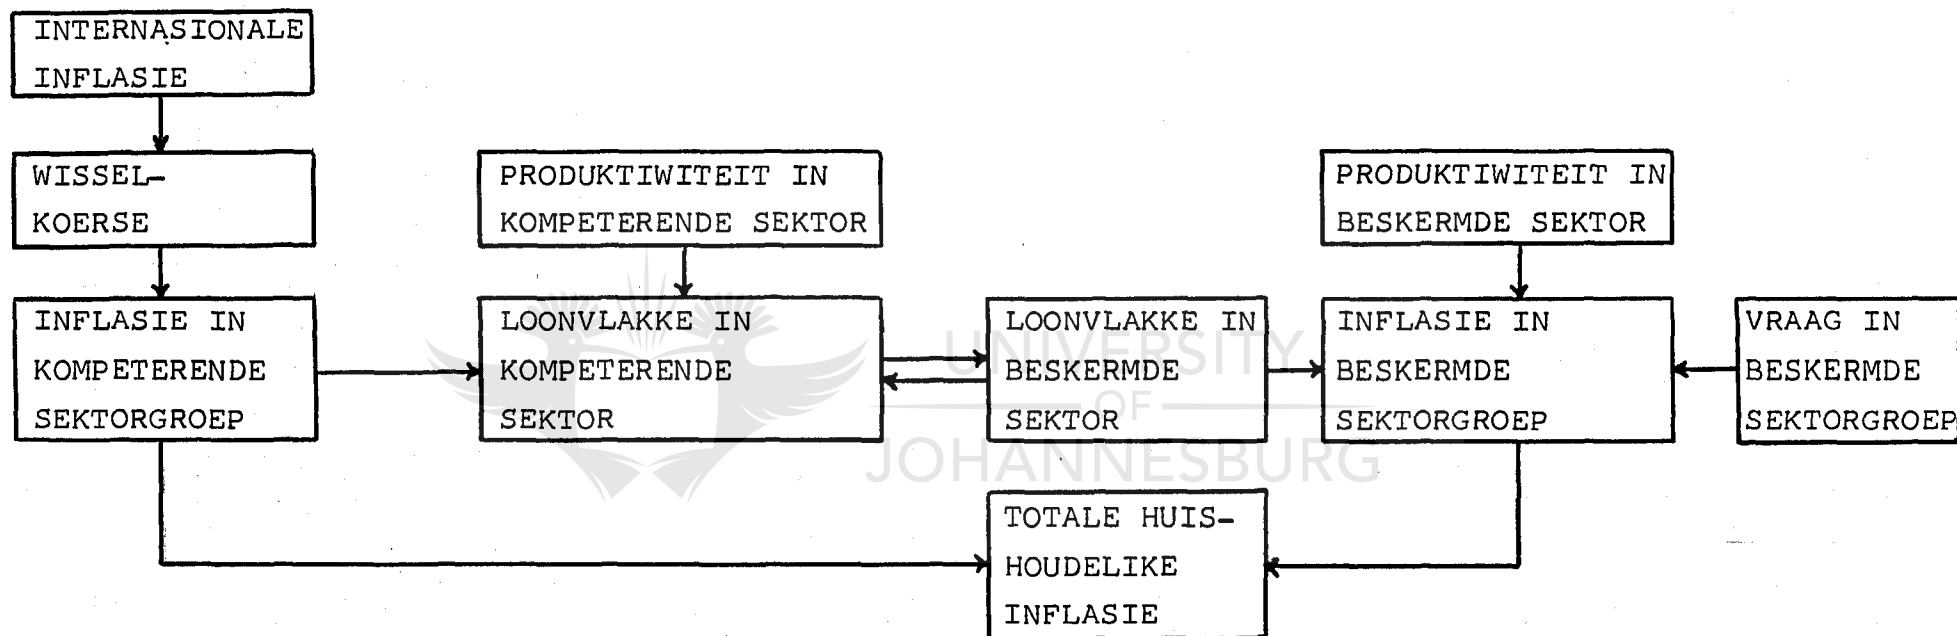 INTERNASIONALE
INFLASIE
WISSEL-
KOERSE
PRODUKTIWITEIT IN
KOMPETERENDE SEKTOR
PRODUKTIWITEIT IN
BESKERMDE SEKTOR
INFLASIE IN
KOMPETERENDE
SEKTORGROEP
LOONVLAKKE IN
KOMPETERENDE
SEKTOR
LOONVLAKKE IN
BESKERMDE
SEKTOR
INFLASIE IN
BESKERMDE
SEKTORGROEP
VRAAG IN
BESKERMDE
SEKTORGROEP
UNIVERSITY
OF
JOHANNESBURG
TOTALE HUIS-
HOUDELIKE
INFLASIE